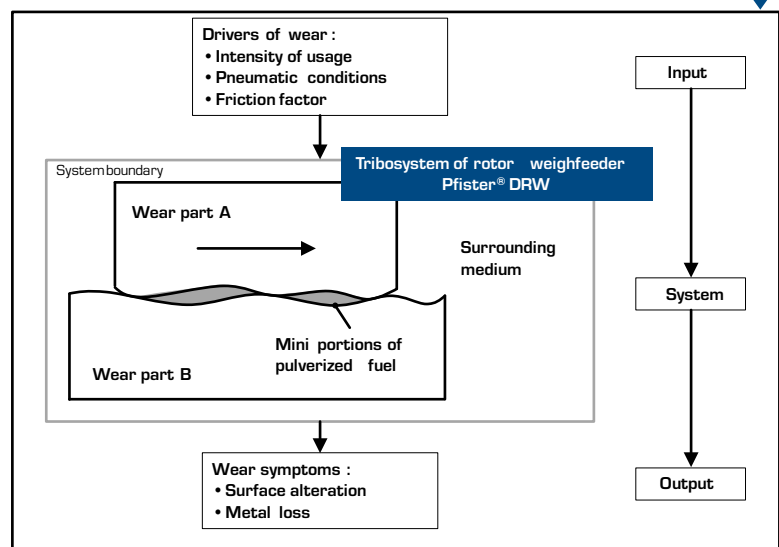 Drivers of wear :
• Intensity of usage
• Pneumatic conditions
• Friction factor
Input
System boundary
Tribosystem of rotor weighfeeder
Pfister® DRW
Wear part A
Surrounding
medium
System
Mini portions of
pulverized fuel
Wear part B
Wear symptoms :
• Surface alteration
• Metal loss
Output